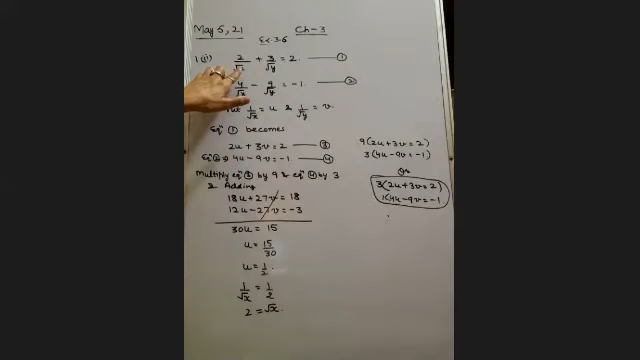 May 5, 21 Ch-3
Ex-3.6
1(ii) 2/√x + 3/√y = 2. — ①
4/√x - 9/√y = -1. — ②
1/√x = u & 1/√y = v.
Eqⁿ ① becomes
2u + 3v = 2 — ③
Eqⁿ ② ⇒ 4u - 9v = -1. — ④
Multiply eqⁿ ③ by 9 & eqⁿ ④ by 3
& Adding
18u + 27v = 18
12u - 27v = -3
30u = 15
u = 15/30
u = 1/2.
1/√x = 1/2
2 = √x.
9(2u+3v=2)
3(4u-9v=-1)
Or
3(2u+3v=2)
1(4u-9v=-1